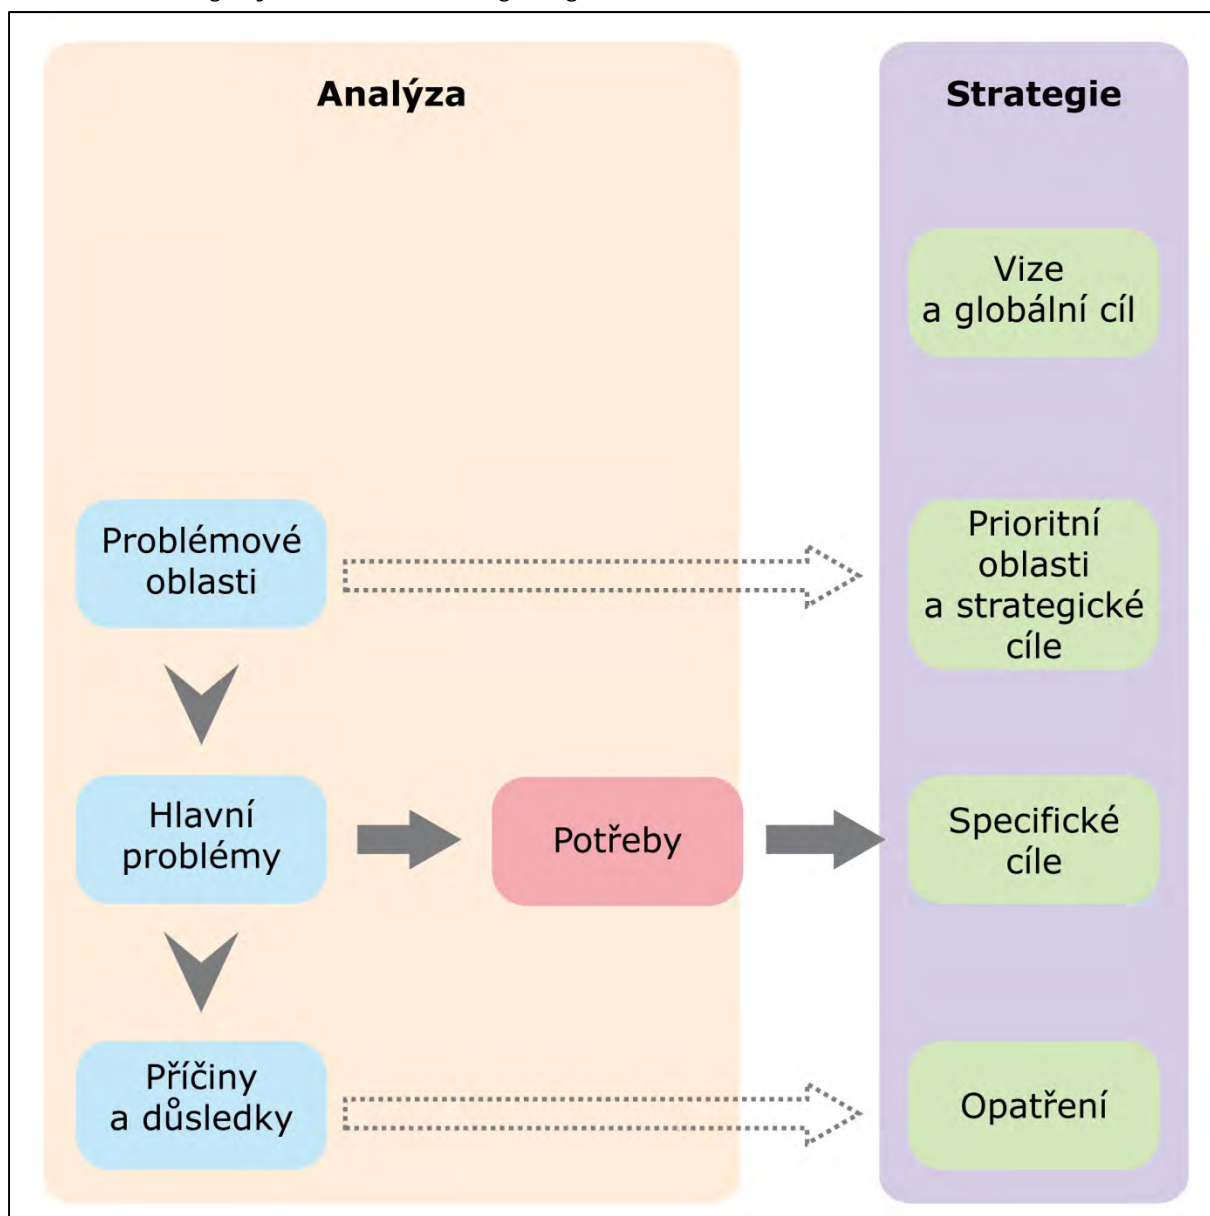 Analýza
Strategie
Vize
a globální cíl
Problémové
oblasti
Prioritní
oblasti
a strategické
cíle
Hlavní
problémy
Potřeby
Specifické
cíle
Příčiny
a důsledky
Opatření